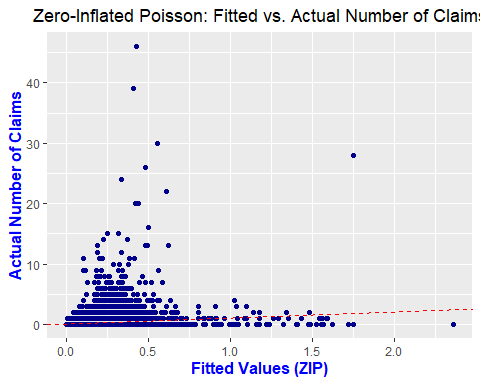 Zero-Inflated Poisson: Fitted vs. Actual Number of Claims
Actual Number of Claims
40
30
20
10
0
0.0 0.5 1.0 1.5 2.0
Fitted Values (ZIP)